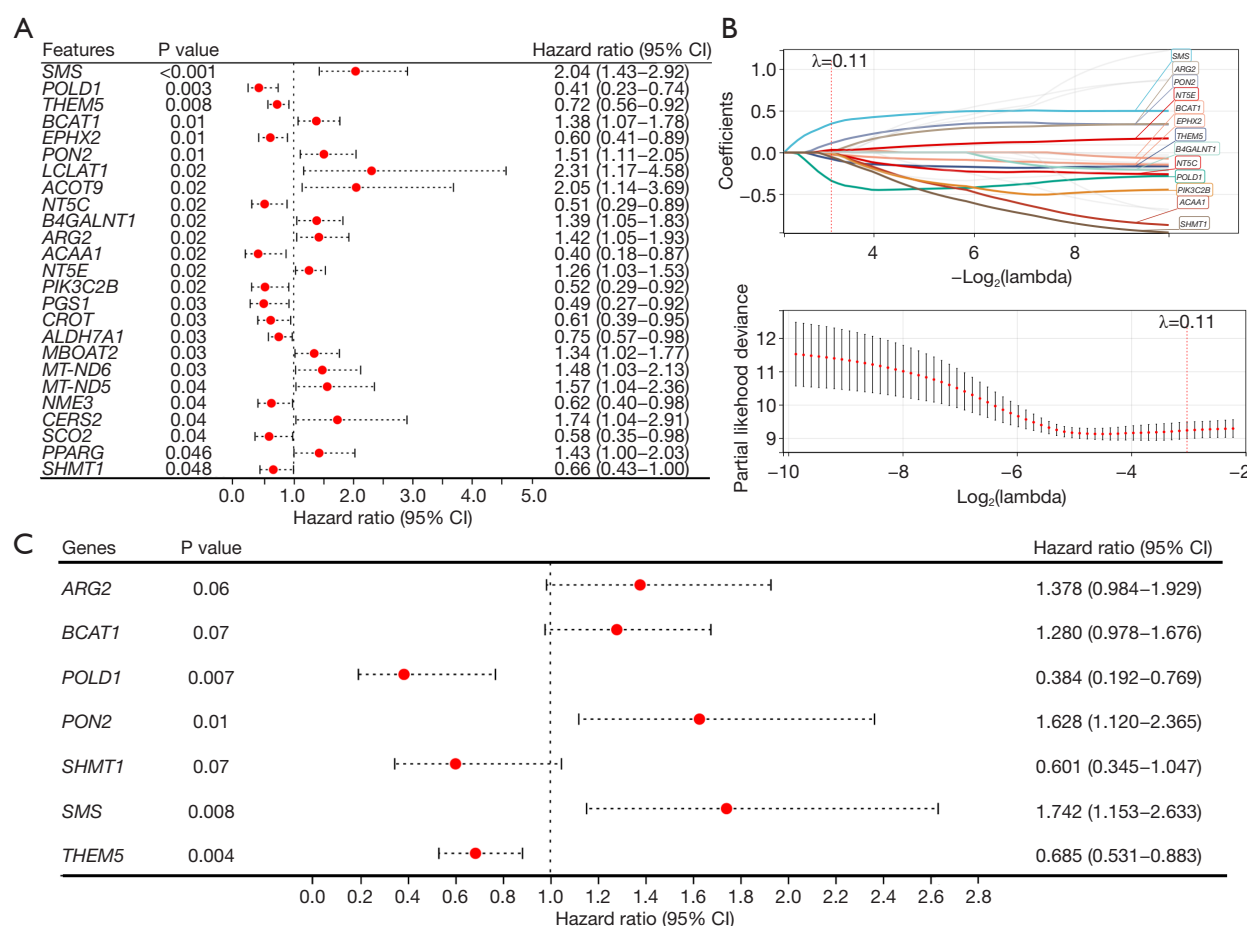 A
Features P value Hazard ratio (95% CI)
SMS <0.001 2.04 (1.43–2.92)
POLD1 0.003 0.41 (0.23–0.74)
THEM5 0.008 0.72 (0.56–0.92)
BCAT1 0.01 1.38 (1.07–1.78)
EPHX2 0.01 0.60 (0.41–0.89)
PON2 0.01 1.51 (1.11–2.05)
LCLAT1 0.02 2.31 (1.17–4.58)
ACOT9 0.02 2.05 (1.14–3.69)
NT5C 0.02 0.51 (0.29–0.89)
B4GALNT1 0.02 1.39 (1.05–1.83)
ARG2 0.02 1.42 (1.05–1.93)
ACAA1 0.02 0.40 (0.18–0.87)
NT5E 0.02 1.26 (1.03–1.53)
PIK3C2B 0.02 0.52 (0.29–0.92)
PGS1 0.03 0.49 (0.27–0.92)
CROT 0.03 0.61 (0.39–0.95)
ALDH7A1 0.03 0.75 (0.57–0.98)
MBOAT2 0.03 1.34 (1.02–1.77)
MT-ND6 0.03 1.48 (1.03–2.13)
MT-ND5 0.04 1.57 (1.04–2.36)
NME3 0.04 0.62 (0.40–0.98)
CERS2 0.04 1.74 (1.04–2.91)
SCO2 0.04 0.58 (0.35–0.98)
PPARG 0.046 1.43 (1.00–2.03)
SHMT1 0.048 0.66 (0.43–1.00)
0.0 1.0 2.0 3.0 4.0 5.0
Hazard ratio (95% CI)
B
λ=0.11
Coefficients
1.0
0.5
0.0
−0.5
SMS
ARG2
PON2
NT5E
BCAT1
EPHX2
THEM5
B4GALNT1
NT5C
POLD1
PIK3C2B
ACAA1
SHMT1
4 6 8
−Log₂(lambda)
λ=0.11
Partial likelihood deviance
12
11
10
9
−10 −8 −6 −4 −2
Log₂(lambda)
C
Genes P value Hazard ratio (95% CI)
ARG2 0.06 1.378 (0.984–1.929)
BCAT1 0.07 1.280 (0.978–1.676)
POLD1 0.007 0.384 (0.192–0.769)
PON2 0.01 1.628 (1.120–2.365)
SHMT1 0.07 0.601 (0.345–1.047)
SMS 0.008 1.742 (1.153–2.633)
THEM5 0.004 0.685 (0.531–0.883)
0.0 0.4 0.6 0.8 1.0 1.2 1.4 1.6 1.8 2.0 2.2 2.4 2.6 2.8
Hazard ratio (95% CI)